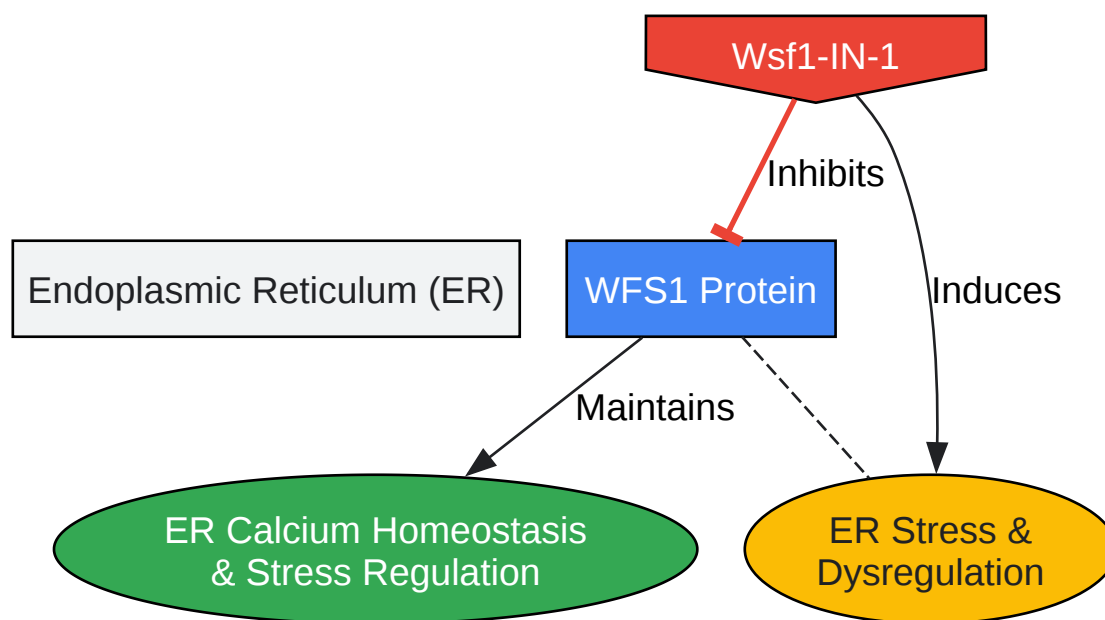 Wsf1-IN-1
Inhibits
Endoplasmic Reticulum (ER)
WFS1 Protein
Induces
Maintains
ER Calcium Homeostasis
& Stress Regulation
ER Stress &
Dysregulation